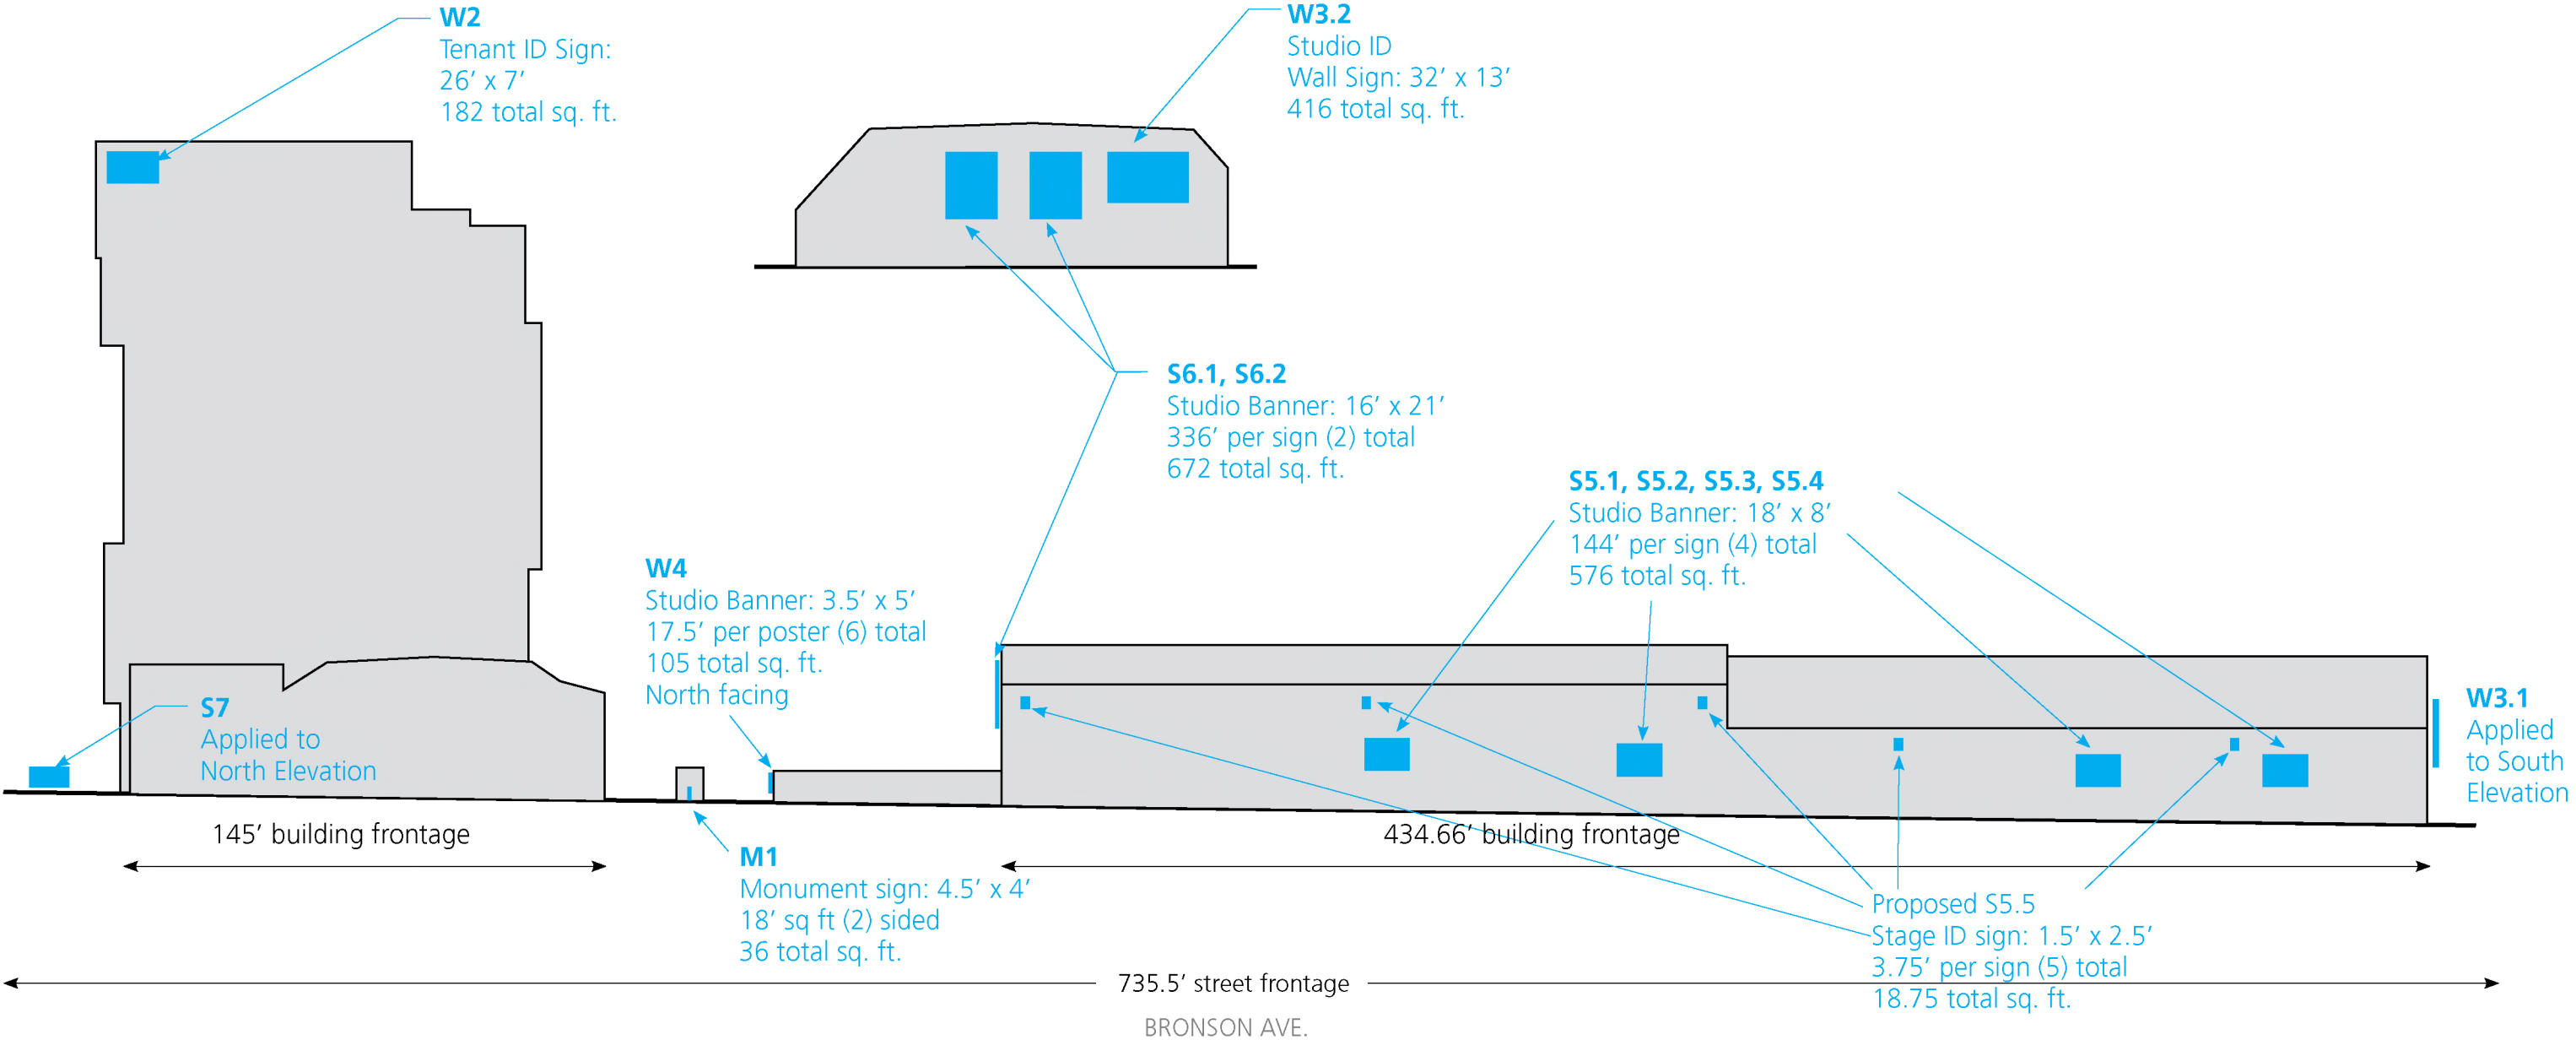 W2
Tenant ID Sign:
26’ x 7’
182 total sq. ft.
W3.2
Studio ID
Wall Sign: 32’ x 13’
416 total sq. ft.
S6.1, S6.2
Studio Banner: 16’ x 21’
336’ per sign (2) total
672 total sq. ft.
S5.1, S5.2, S5.3, S5.4
Studio Banner: 18’ x 8’
144’ per sign (4) total
576 total sq. ft.
W4
Studio Banner: 3.5’ x 5’
17.5’ per poster (6) total
105 total sq. ft.
North facing
S7
Applied to
North Elevation
W3.1
Applied
to South
Elevation
145’ building frontage
434.66’ building frontage
M1
Monument sign: 4.5’ x 4’
18’ sq ft (2) sided
36 total sq. ft.
Proposed S5.5
Stage ID sign: 1.5’ x 2.5’
3.75’ per sign (5) total
18.75 total sq. ft.
735.5’ street frontage
BRONSON AVE.